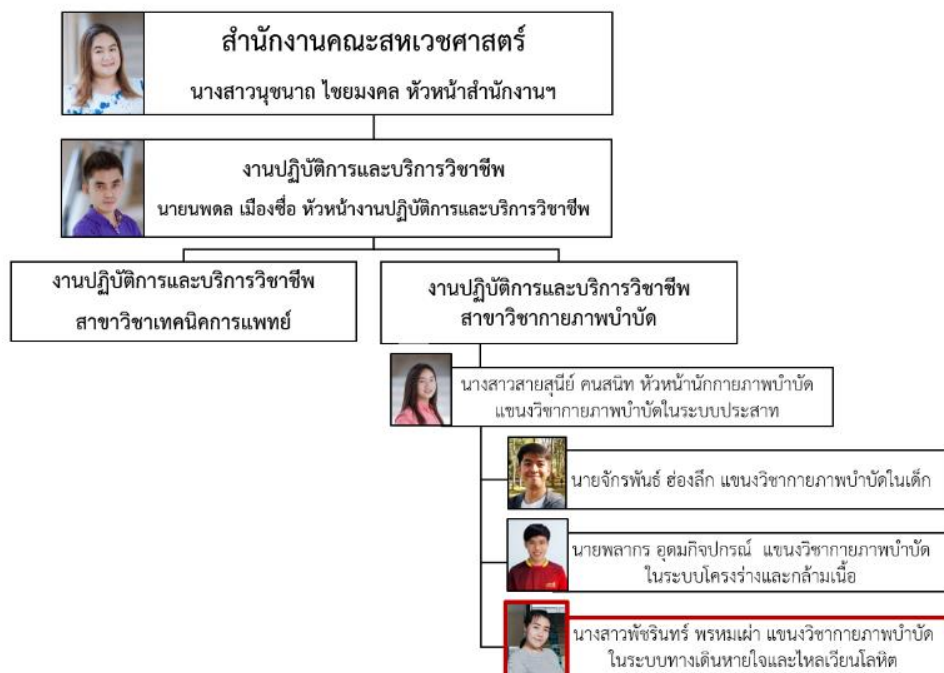 สำนักงานคณะสหเวชศาสตร์
นางสาวนุชนาถ ไชยมงคล หัวหน้าสำนักงานฯ
งานปฏิบัติการและบริการวิชาชีพ
นายนพดล เมืองซื่อ หัวหน้างานปฏิบัติการและบริการวิชาชีพ
งานปฏิบัติการและบริการวิชาชีพ
สาขาวิชาเทคนิคการแพทย์
งานปฏิบัติการและบริการวิชาชีพ
สาขาวิชากายภาพบำบัด
นางสาวสายสุนีย์ คนสนิท หัวหน้านักกายภาพบำบัด
แขนงวิชากายภาพบำบัดในระบบประสาท
นายจักรพันธ์ ฮ่องลึก แขนงวิชากายภาพบำบัดในเด็ก
นายพลากร อุดมกิจปกรณ์ แขนงวิชากายภาพบำบัด
ในระบบโครงร่างและกล้ามเนื้อ
นางสาวพัชรินทร์ พรหมเผ่า แขนงวิชากายภาพบำบัด
ในระบบทางเดินหายใจและไหลเวียนโลหิต